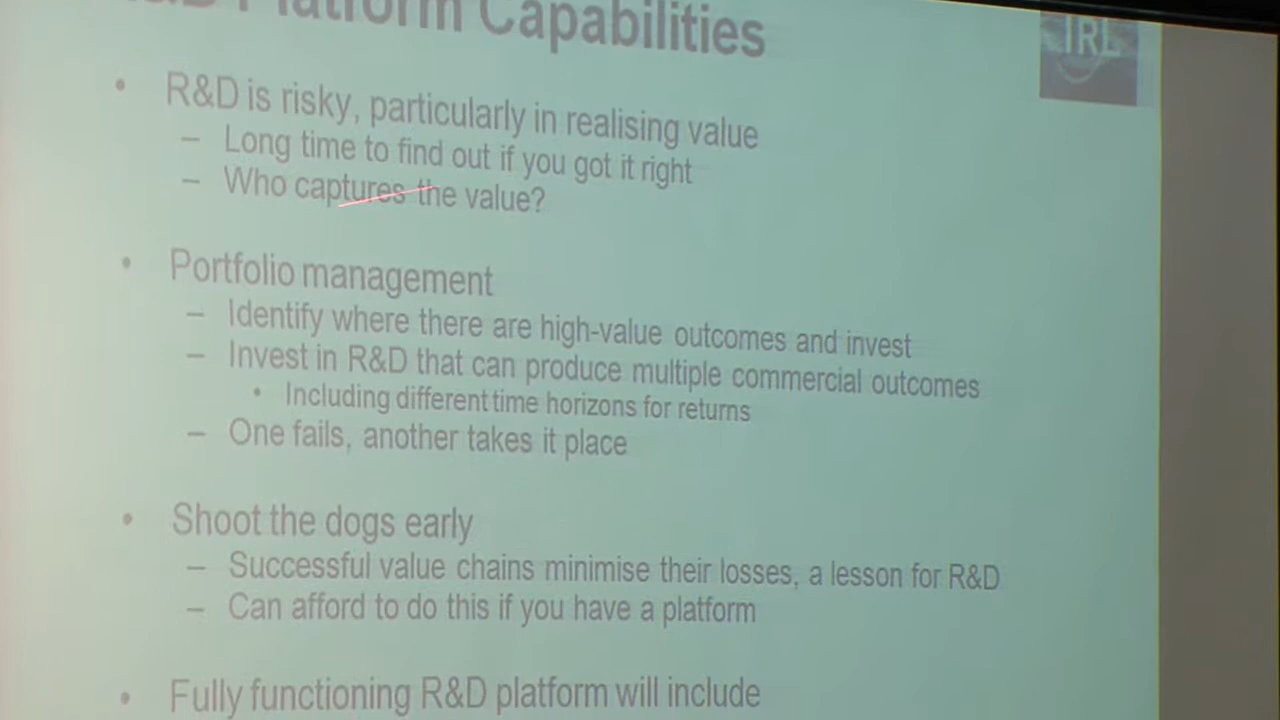 Platform Capabilities
IRL
• R&D is risky, particularly in realising value
– Long time to find out if you got it right
– Who captures the value?
• Portfolio management
– Identify where there are high-value outcomes and invest
– Invest in R&D that can produce multiple commercial outcomes
• Including different time horizons for returns
– One fails, another takes it place
• Shoot the dogs early
– Successful value chains minimise their losses, a lesson for R&D
– Can afford to do this if you have a platform
• Fully functioning R&D platform will include